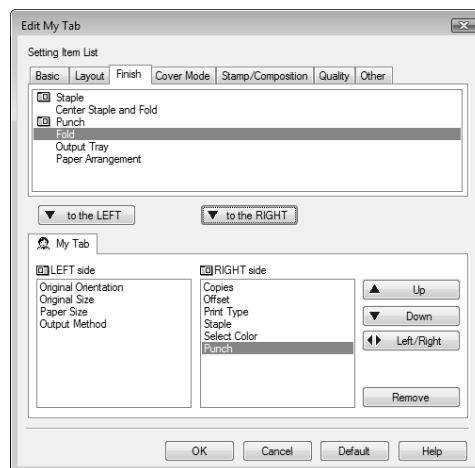 Edit My Tab
Setting Item List
Basic Layout Finish Cover Mode Stamp/Composition Quality Other
Staple
Center Staple and Fold
Punch
Fold
Output Tray
Paper Arrangement
to the LEFT to the RIGHT
My Tab
LEFT side
Original Orientation
Original Size
Paper Size
Output Method
RIGHT side
Copies
Offset
Print Type
Staple
Select Color
Punch
Up
Down
Left/Right
Remove
OK Cancel Default Help